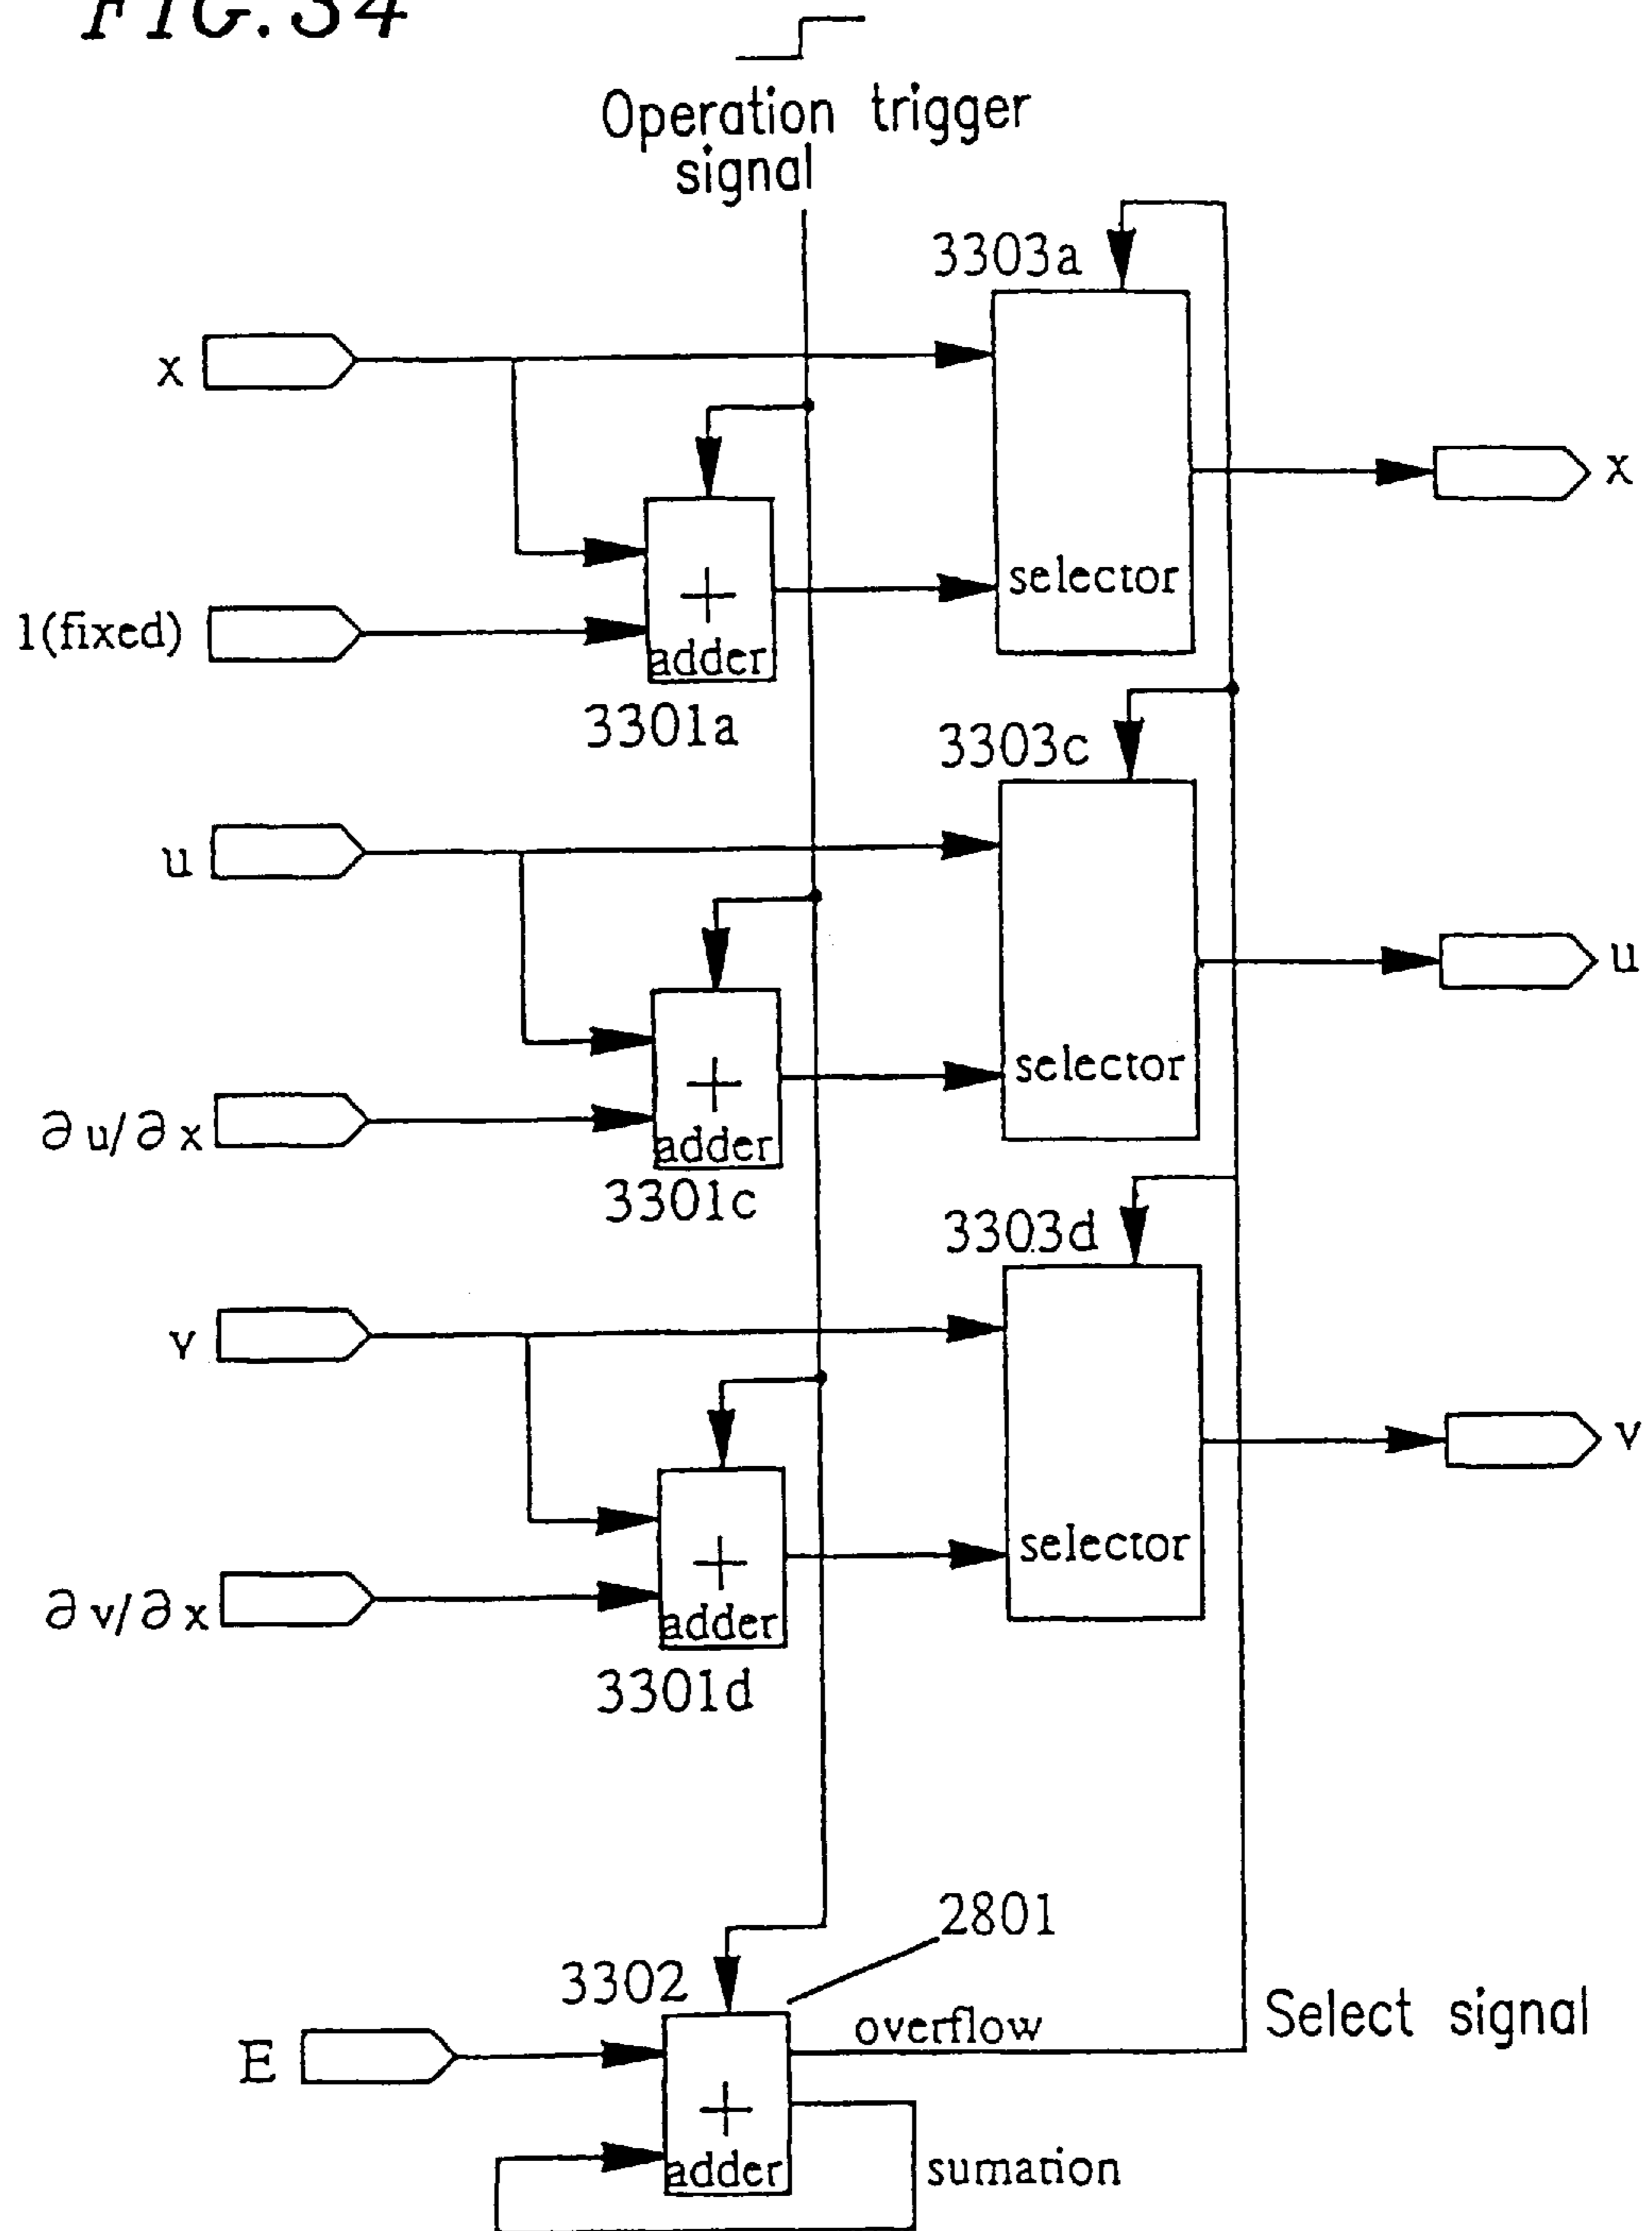 FIG. 34
Operation trigger
signal
3303a
x
x
1(fixed)
+
adder
selector
3301a
3303c
u
u
∂u/∂x
+
adder
selector
3301c
3303d
v
v
∂v/∂x
+
adder
selector
3301d
2801
3302
E
overflow
Select signal
+
adder
sumation